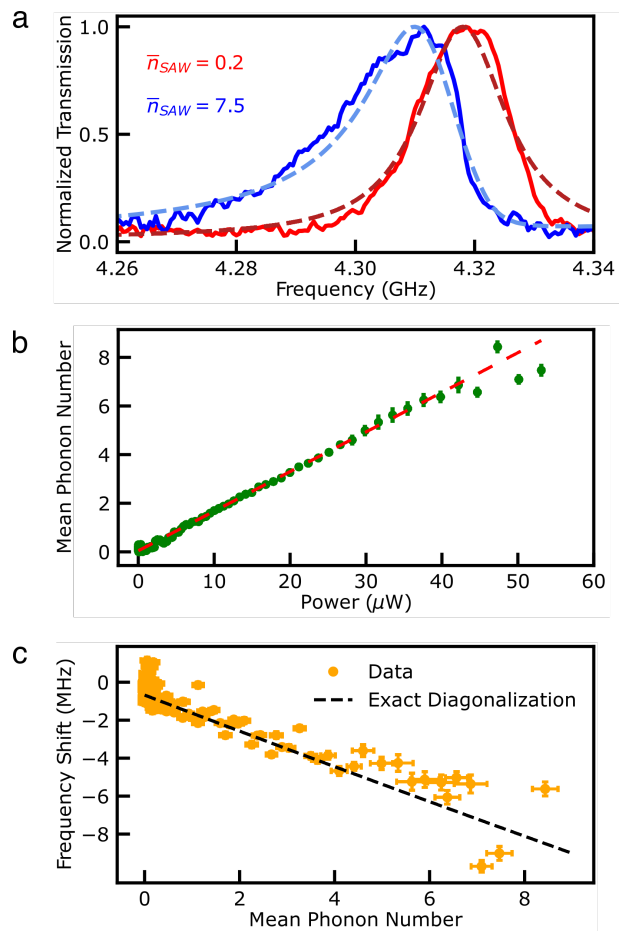 a
Normalized Transmission
1.0
0.5
0.0
n̄SAW = 0.2
n̄SAW = 7.5
4.26 4.28 4.30 4.32 4.34
Frequency (GHz)
b
Mean Phonon Number
8
6
4
2
0
0 10 20 30 40 50 60
Power (μW)
c
Frequency Shift (MHz)
0
−2
−4
−6
−8
Data
Exact Diagonalization
0 2 4 6 8
Mean Phonon Number